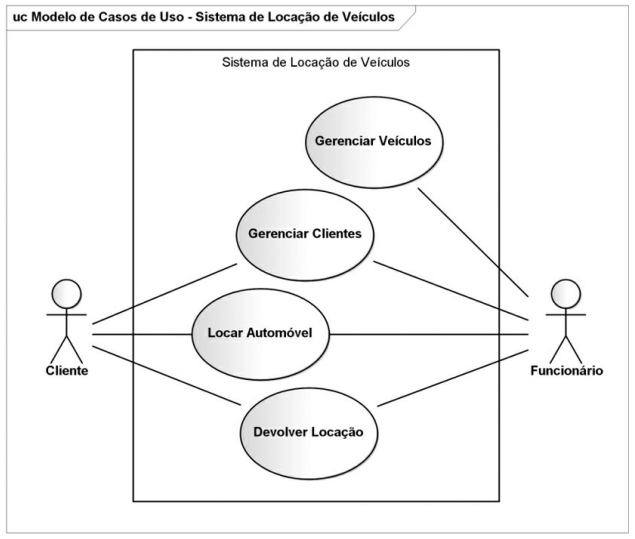 uc Modelo de Casos de Uso - Sistema de Locação de Veículos
Sistema de Locação de Veículos
Gerenciar Veículos
Gerenciar Clientes
Locar Automóvel
Cliente
Funcionário
Devolver Locação